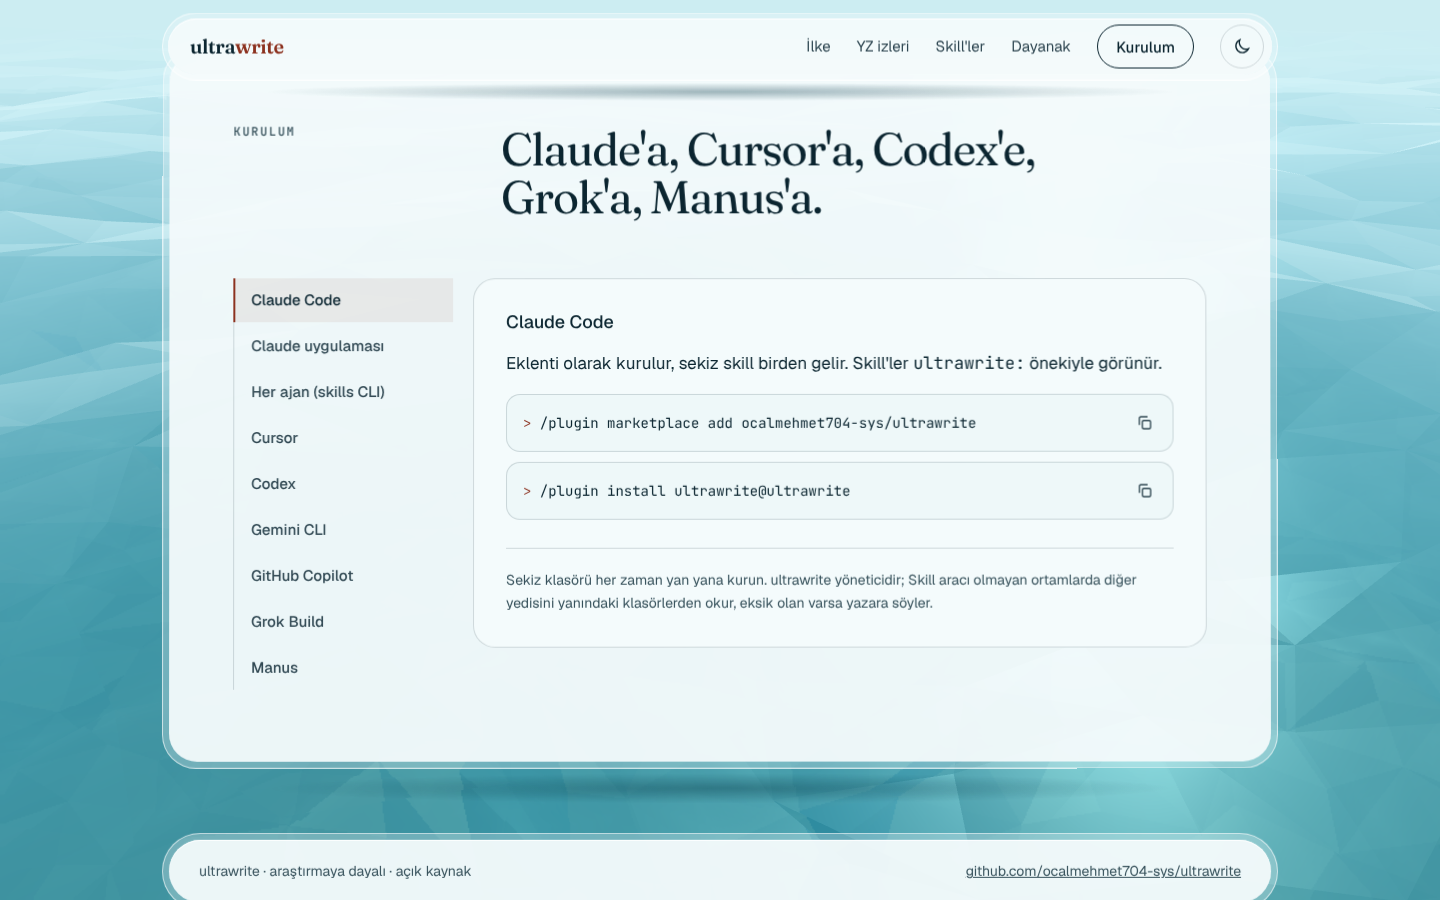 ultrawrite
İlke
YZ izleri
Skill'ler
Dayanak
Kurulum
KURULUM
Claude'a, Cursor'a, Codex'e,
Grok'a, Manus'a.
Claude Code
Claude uygulaması
Her ajan (skills CLI)
Cursor
Codex
Gemini CLI
GitHub Copilot
Grok Build
Manus
Claude Code
Eklenti olarak kurulur, sekiz skill birden gelir. Skill'ler ultrawrite: önekiyle görünür.
> /plugin marketplace add ocalmehmet704-sys/ultrawrite
> /plugin install ultrawrite@ultrawrite
Sekiz klasörü her zaman yan yana kurun. ultrawrite yöneticidir; Skill aracı olmayan ortamlarda diğer
yedisini yanındaki klasörlerden okur, eksik olan varsa yazara söyler.
ultrawrite · araştırmaya dayalı · açık kaynak
github.com/ocalmehmet704-sys/ultrawrite